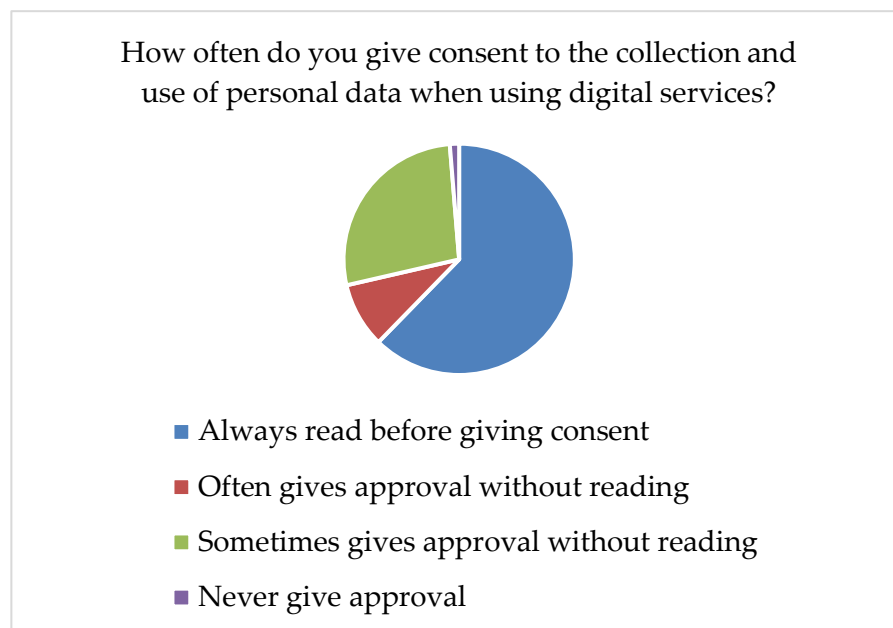 How often do you give consent to the collection and
use of personal data when using digital services?
Always read before giving consent
Often gives approval without reading
Sometimes gives approval without reading
Never give approval